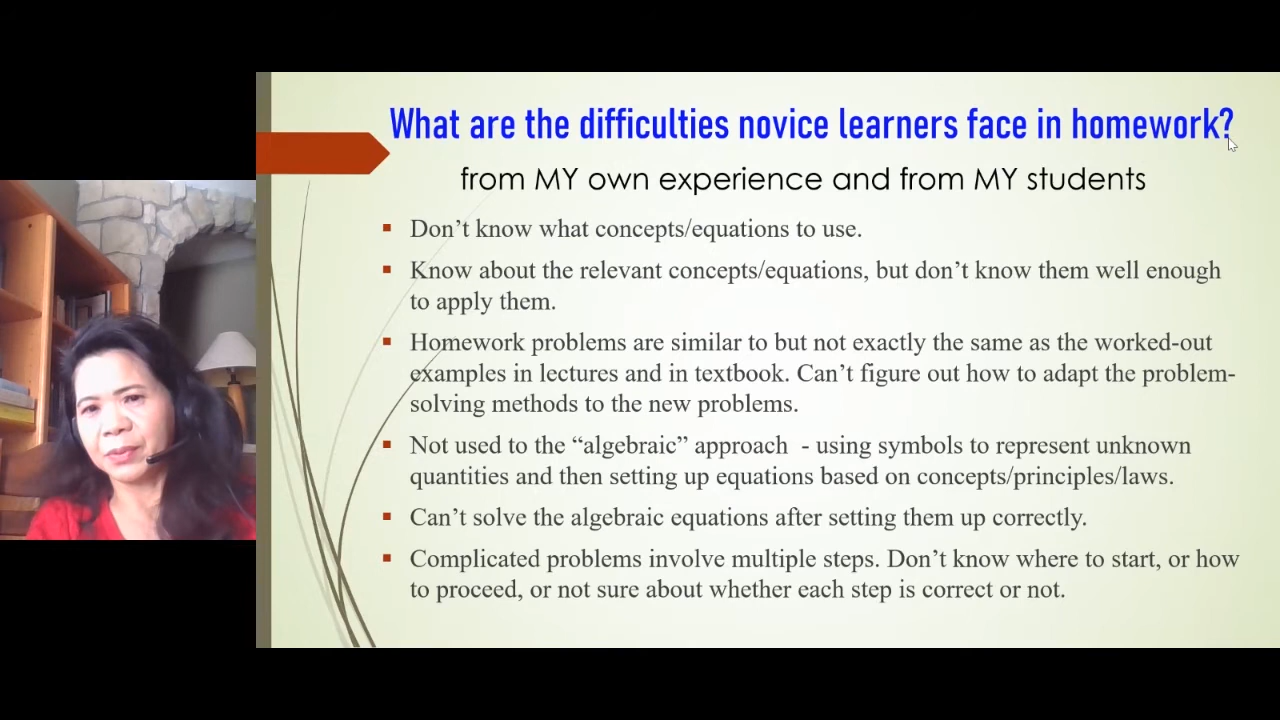 What are the difficulties novice learners face in homework?
from MY own experience and from MY students
Don't know what concepts/equations to use.
Know about the relevant concepts/equations, but don't know them well enough
to apply them.
Homework problems are similar to but not exactly the same as the worked-out
examples in lectures and in textbook. Can't figure out how to adapt the problem-
solving methods to the new problems.
Not used to the “algebraic” approach  - using symbols to represent unknown
quantities and then setting up equations based on concepts/principles/laws.
Can't solve the algebraic equations after setting them up correctly.
Complicated problems involve multiple steps. Don't know where to start, or how
to proceed, or not sure about whether each step is correct or not.